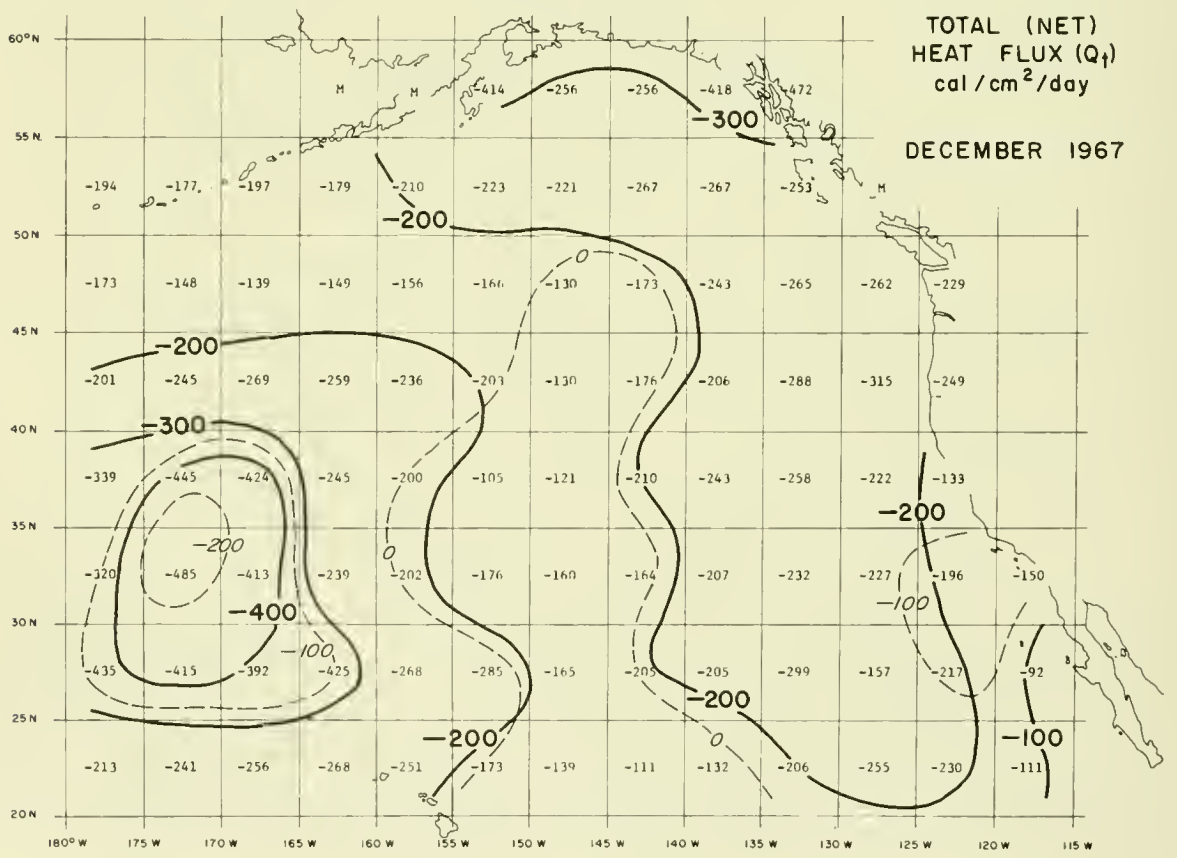 TOTAL (NET)
HEAT FLUX (Qt)
cal/cm²/day
DECEMBER 1967
60°N
M M -414 -256 -256 -418 -472
-300
55 N
-194 -177 -197 -179 -210 -223 -221 -267 -267 -253 M
-200
50 N
0
-173 -148 -139 -149 -156 -166 -130 -173 -243 -265 -262 -229
45 N
-200
-201 -245 -269 -259 -236 -203 -130 -176 -206 -288 -315 -249
40 N
-300
-339 -445 -424 -245 -200 -105 -121 -210 -243 -258 -222 -133
-200
35 N
-200 0
-320 -485 -413 -239 -202 -176 -160 -164 -207 -232 -227 -196 -150
-400 -100
30 N
-100
-435 -415 -392 -425 -268 -285 -165 -205 -205 -299 -157 -217 -92
-200
25 N
-200 0 -100
-213 -241 -256 -268 -251 -173 -139 -111 -132 -206 -255 -230 -111
20 N
180°W 175 W 170 W 165 W 160 W 155 W 150 W 145 W 140 W 135 W 130 W 125 W 120 W 115 W